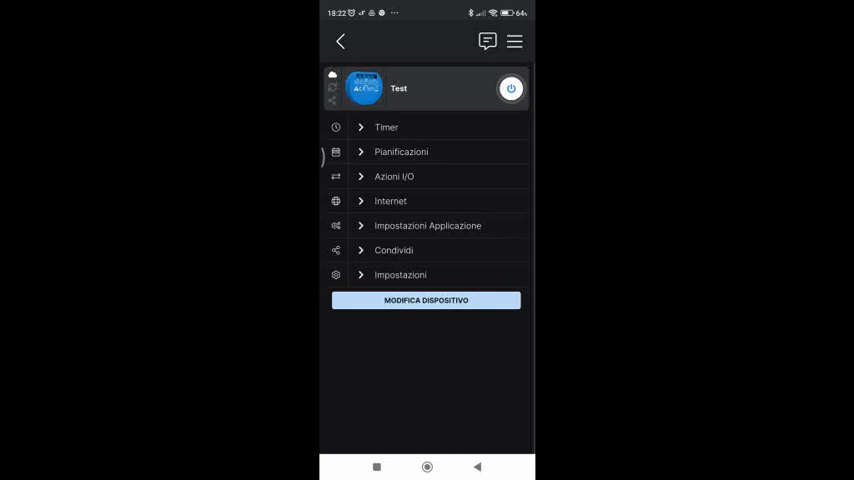 18:22 ... 64%
Test
Timer
Pianificazioni
Azioni I/O
Internet
Impostazioni Applicazione
Condividi
Impostazioni
MODIFICA DISPOSITIVO